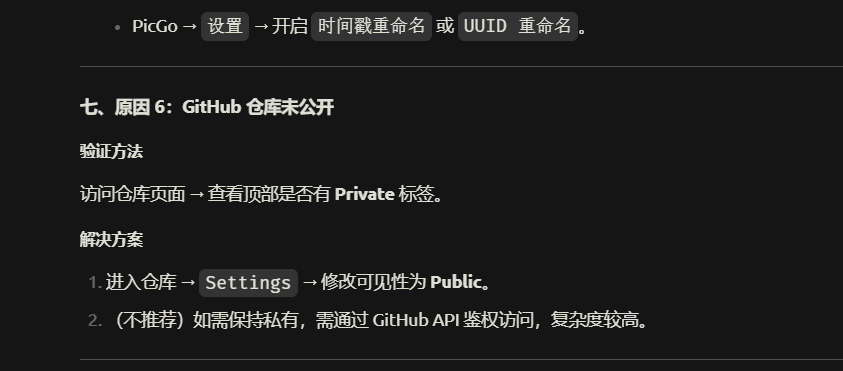 • PicGo → 设置 → 开启 时间戳重命名 或 UUID 重命名。
七、原因 6：GitHub 仓库未公开
验证方法
访问仓库页面 → 查看顶部是否有 Private 标签。
解决方案
1. 进入仓库 → Settings → 修改可见性为 Public。
2. （不推荐）如需保持私有，需通过 GitHub API 鉴权访问，复杂度较高。